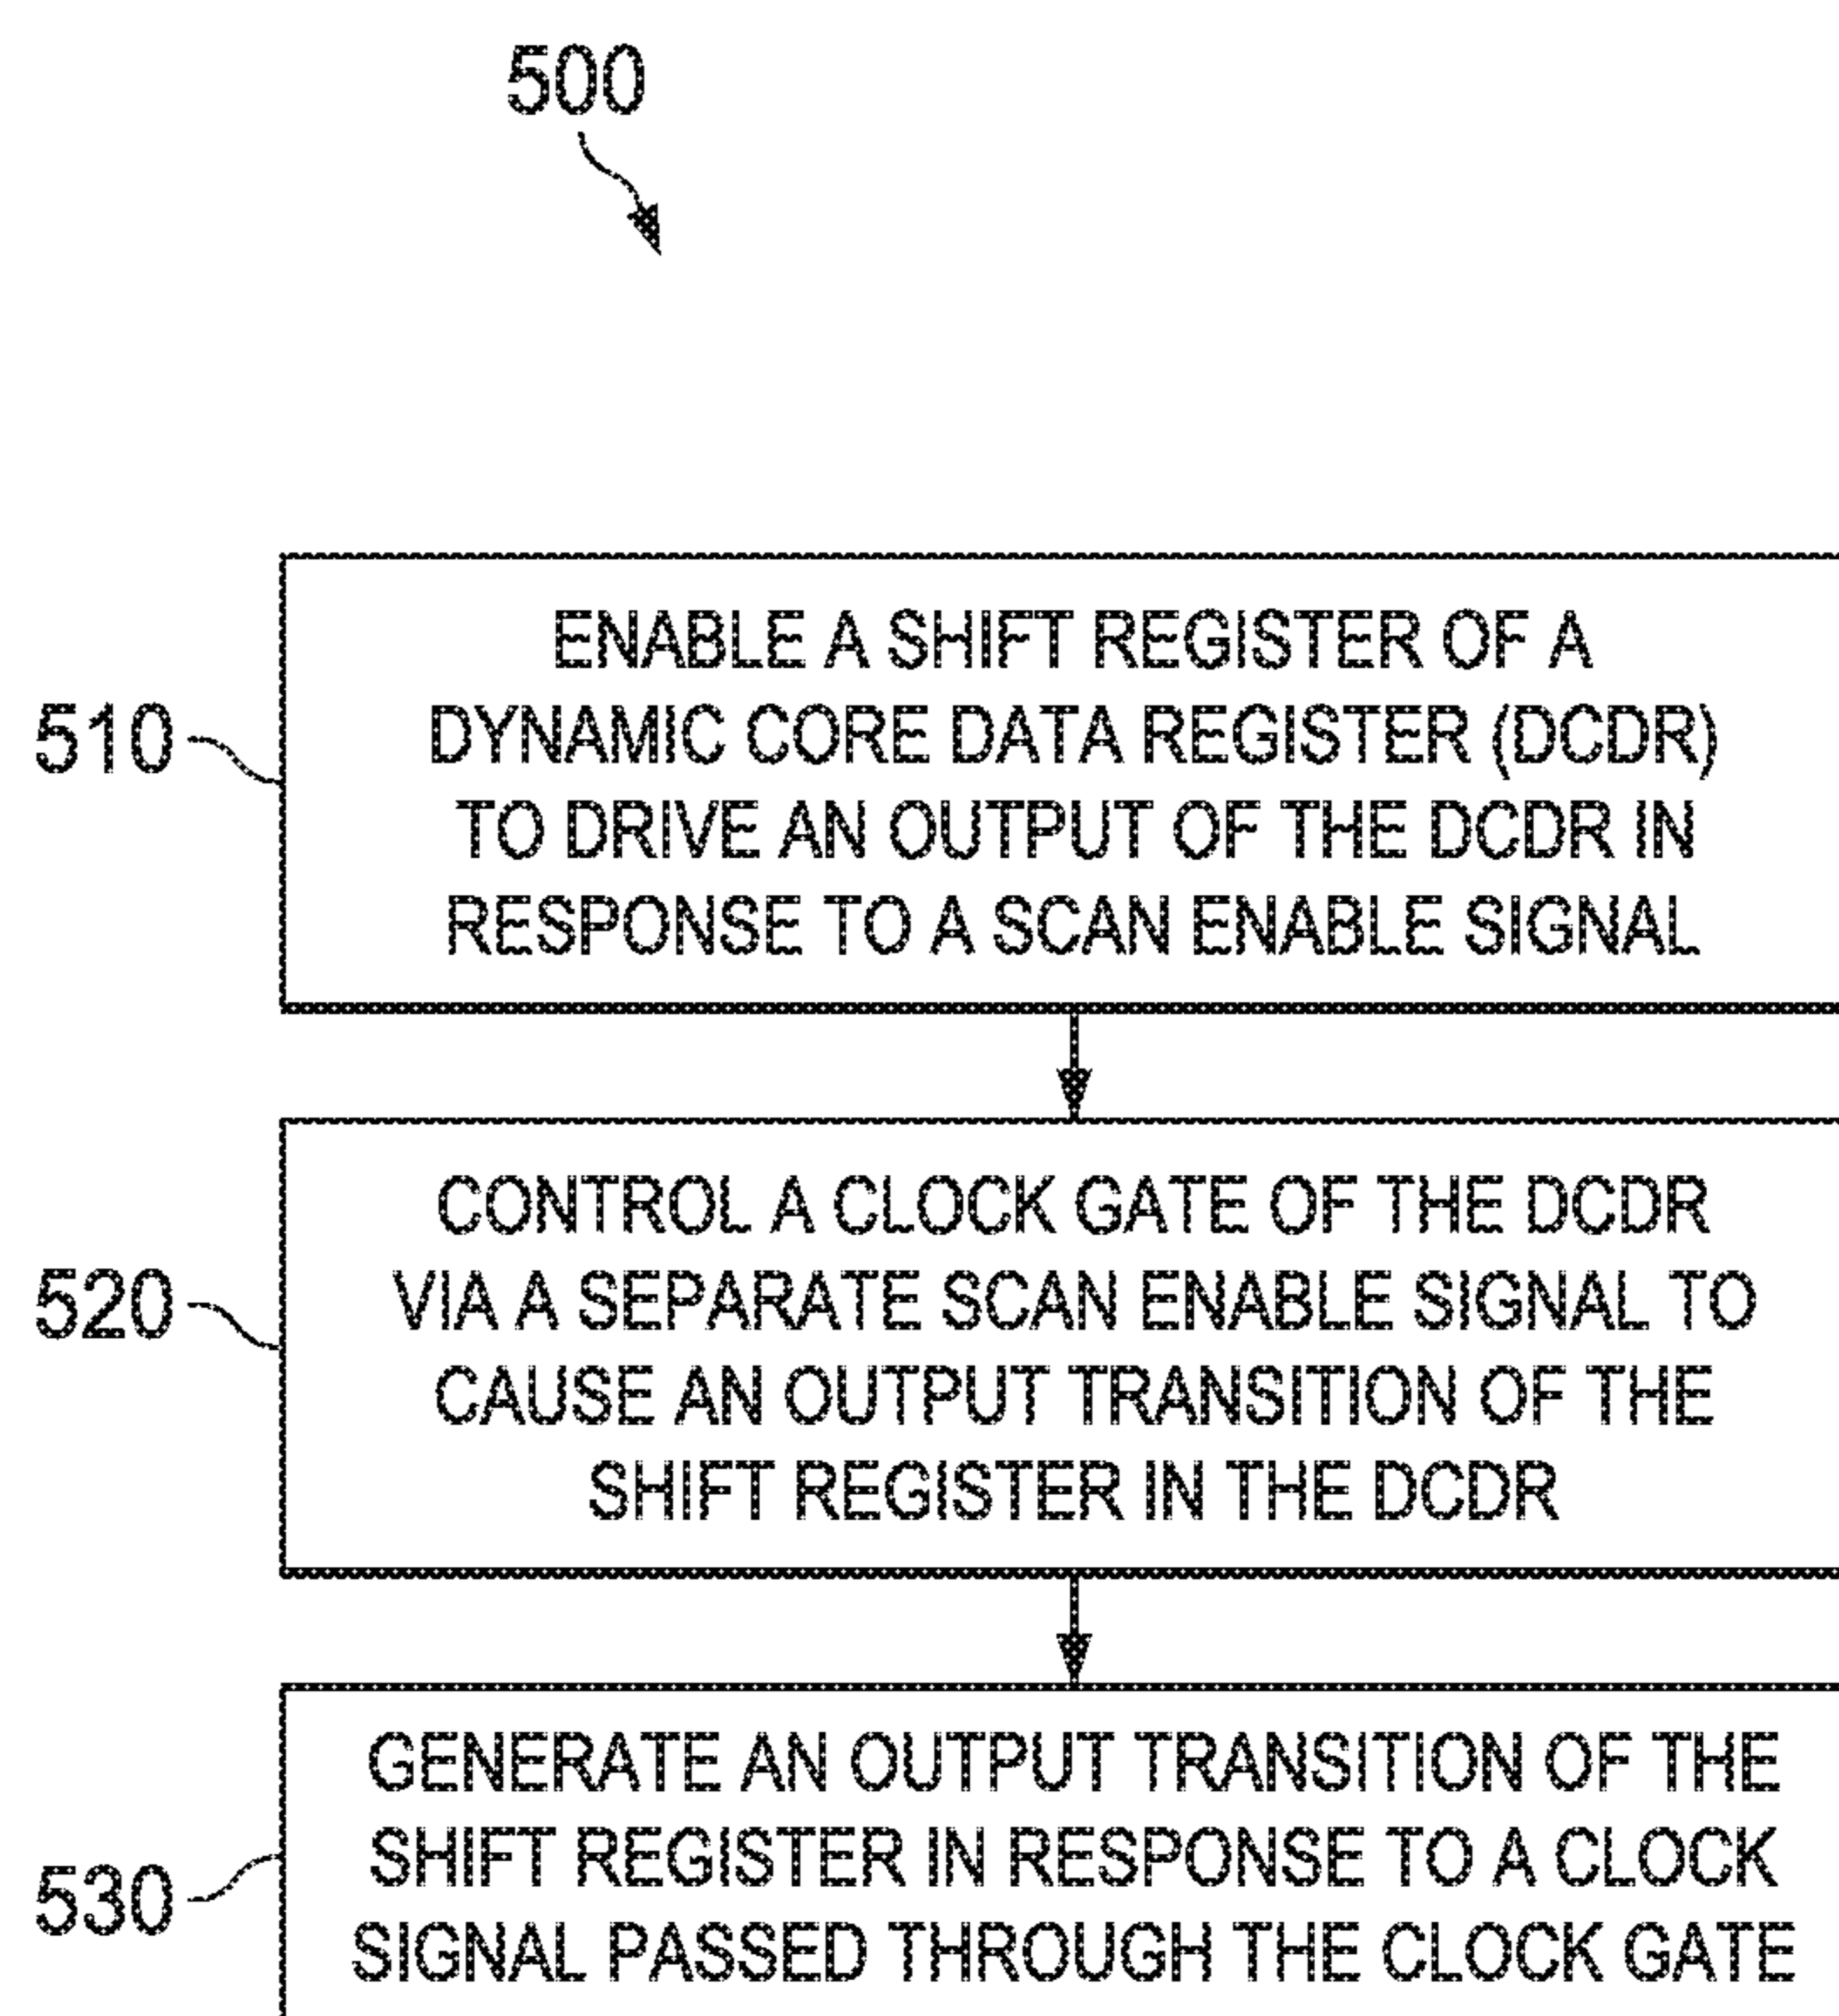 500
510
ENABLE A SHIFT REGISTER OF A
DYNAMIC CORE DATA REGISTER (DCDR)
TO DRIVE AN OUTPUT OF THE DCDR IN
RESPONSE TO A SCAN ENABLE SIGNAL
520
CONTROL A CLOCK GATE OF THE DCDR
VIA A SEPARATE SCAN ENABLE SIGNAL TO
CAUSE AN OUTPUT TRANSITION OF THE
SHIFT REGISTER IN THE DCDR
530
GENERATE AN OUTPUT TRANSITION OF THE
SHIFT REGISTER IN RESPONSE TO A CLOCK
SIGNAL PASSED THROUGH THE CLOCK GATE